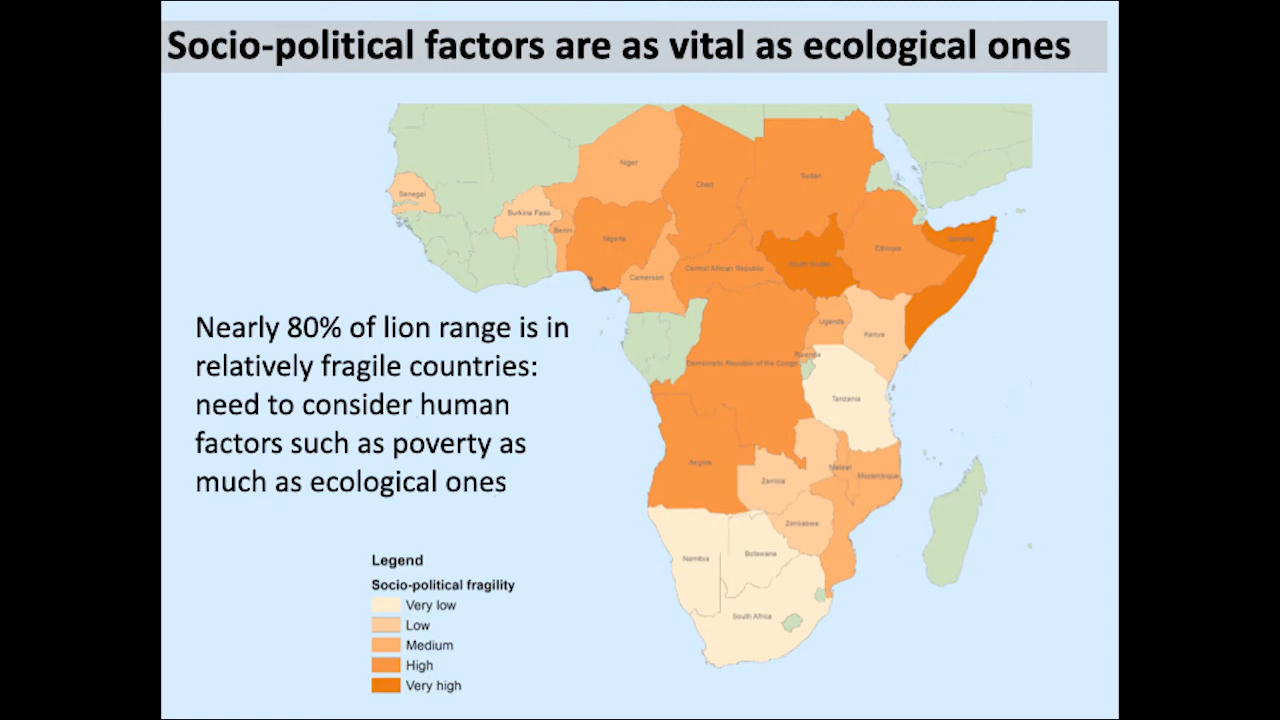 Socio-political factors are as vital as ecological ones
Niger
Chad
Sudan
Senegal
Burkina Faso
Benin
Nigeria
Ethiopia
Somalia
Central African Republic
South Sudan
Cameroon
Uganda
Kenya
Nearly 80% of lion range is in
relatively fragile countries:
need to consider human
factors such as poverty as
much as ecological ones
Rwanda
Democratic Republic of the Congo
Tanzania
Angola
Malawi
Mozambique
Zambia
Zimbabwe
Namibia
Botswana
South Africa
Legend
Socio-political fragility
Very low
Low
Medium
High
Very high